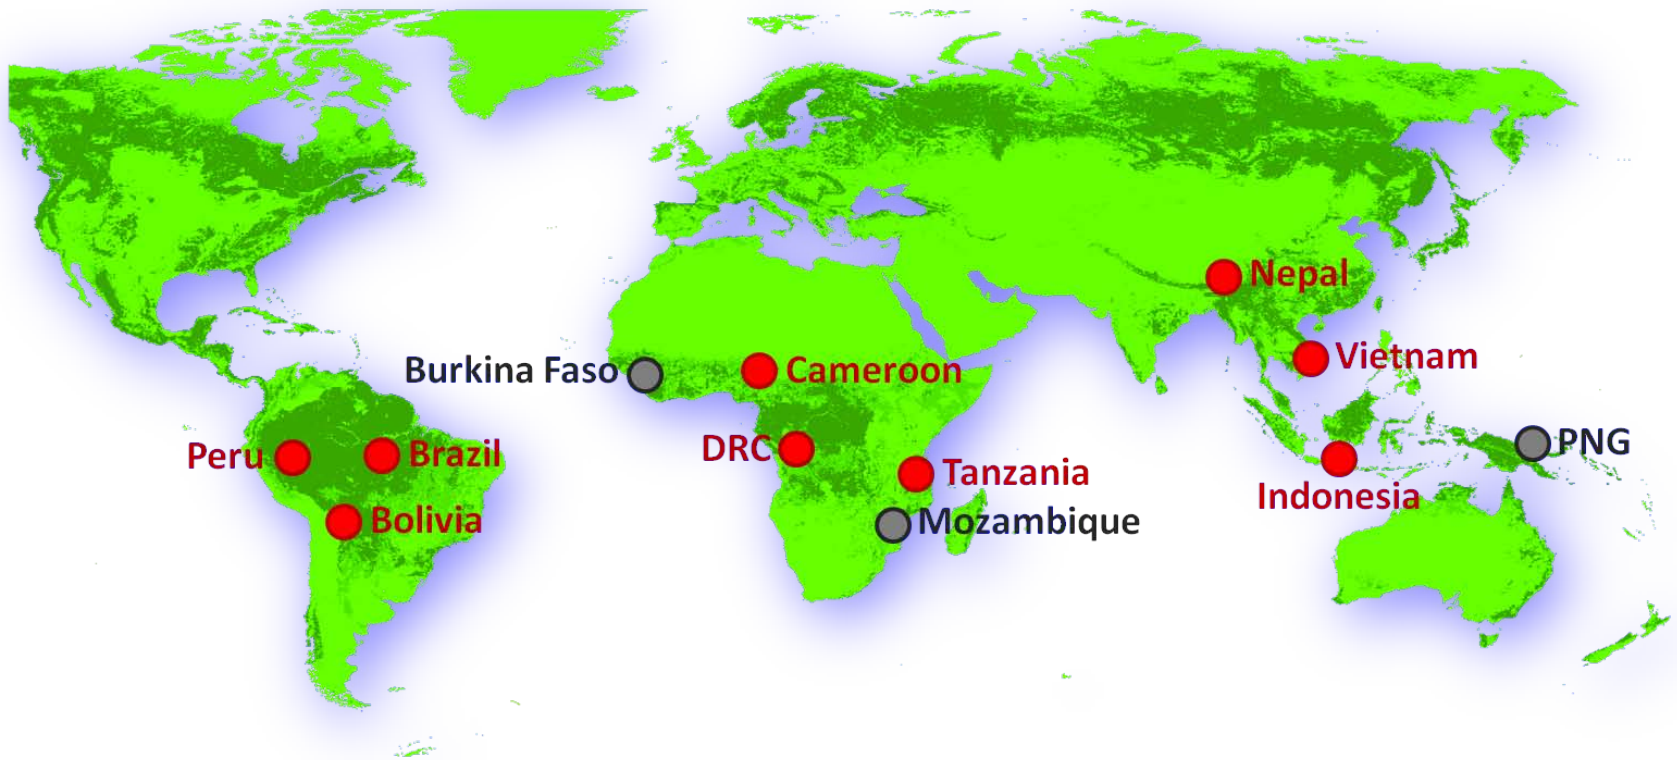 Nepal
Vietnam
Burkina Faso
Cameroon
PNG
Peru
Brazil
DRC
Tanzania
Indonesia
Bolivia
Mozambique